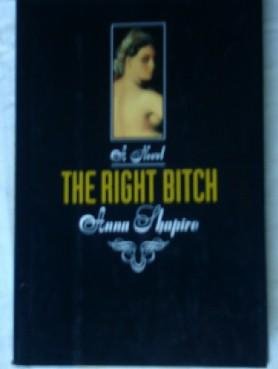 A Novel
THE RIGHT BITCH
Anna Shapiro